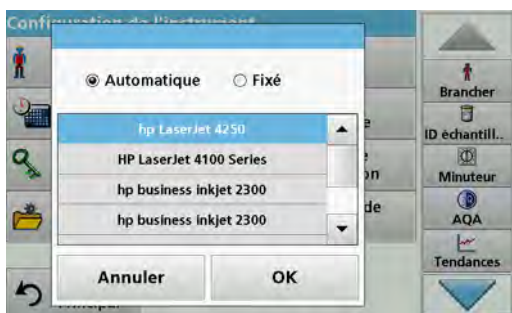 Automatique
Fixé
hp LaserJet 4250
HP LaserJet 4100 Series
hp business inkjet 2300
hp business inkjet 2300
Annuler
OK
Brancher
ID échantill..
Minuteur
AQA
Tendances